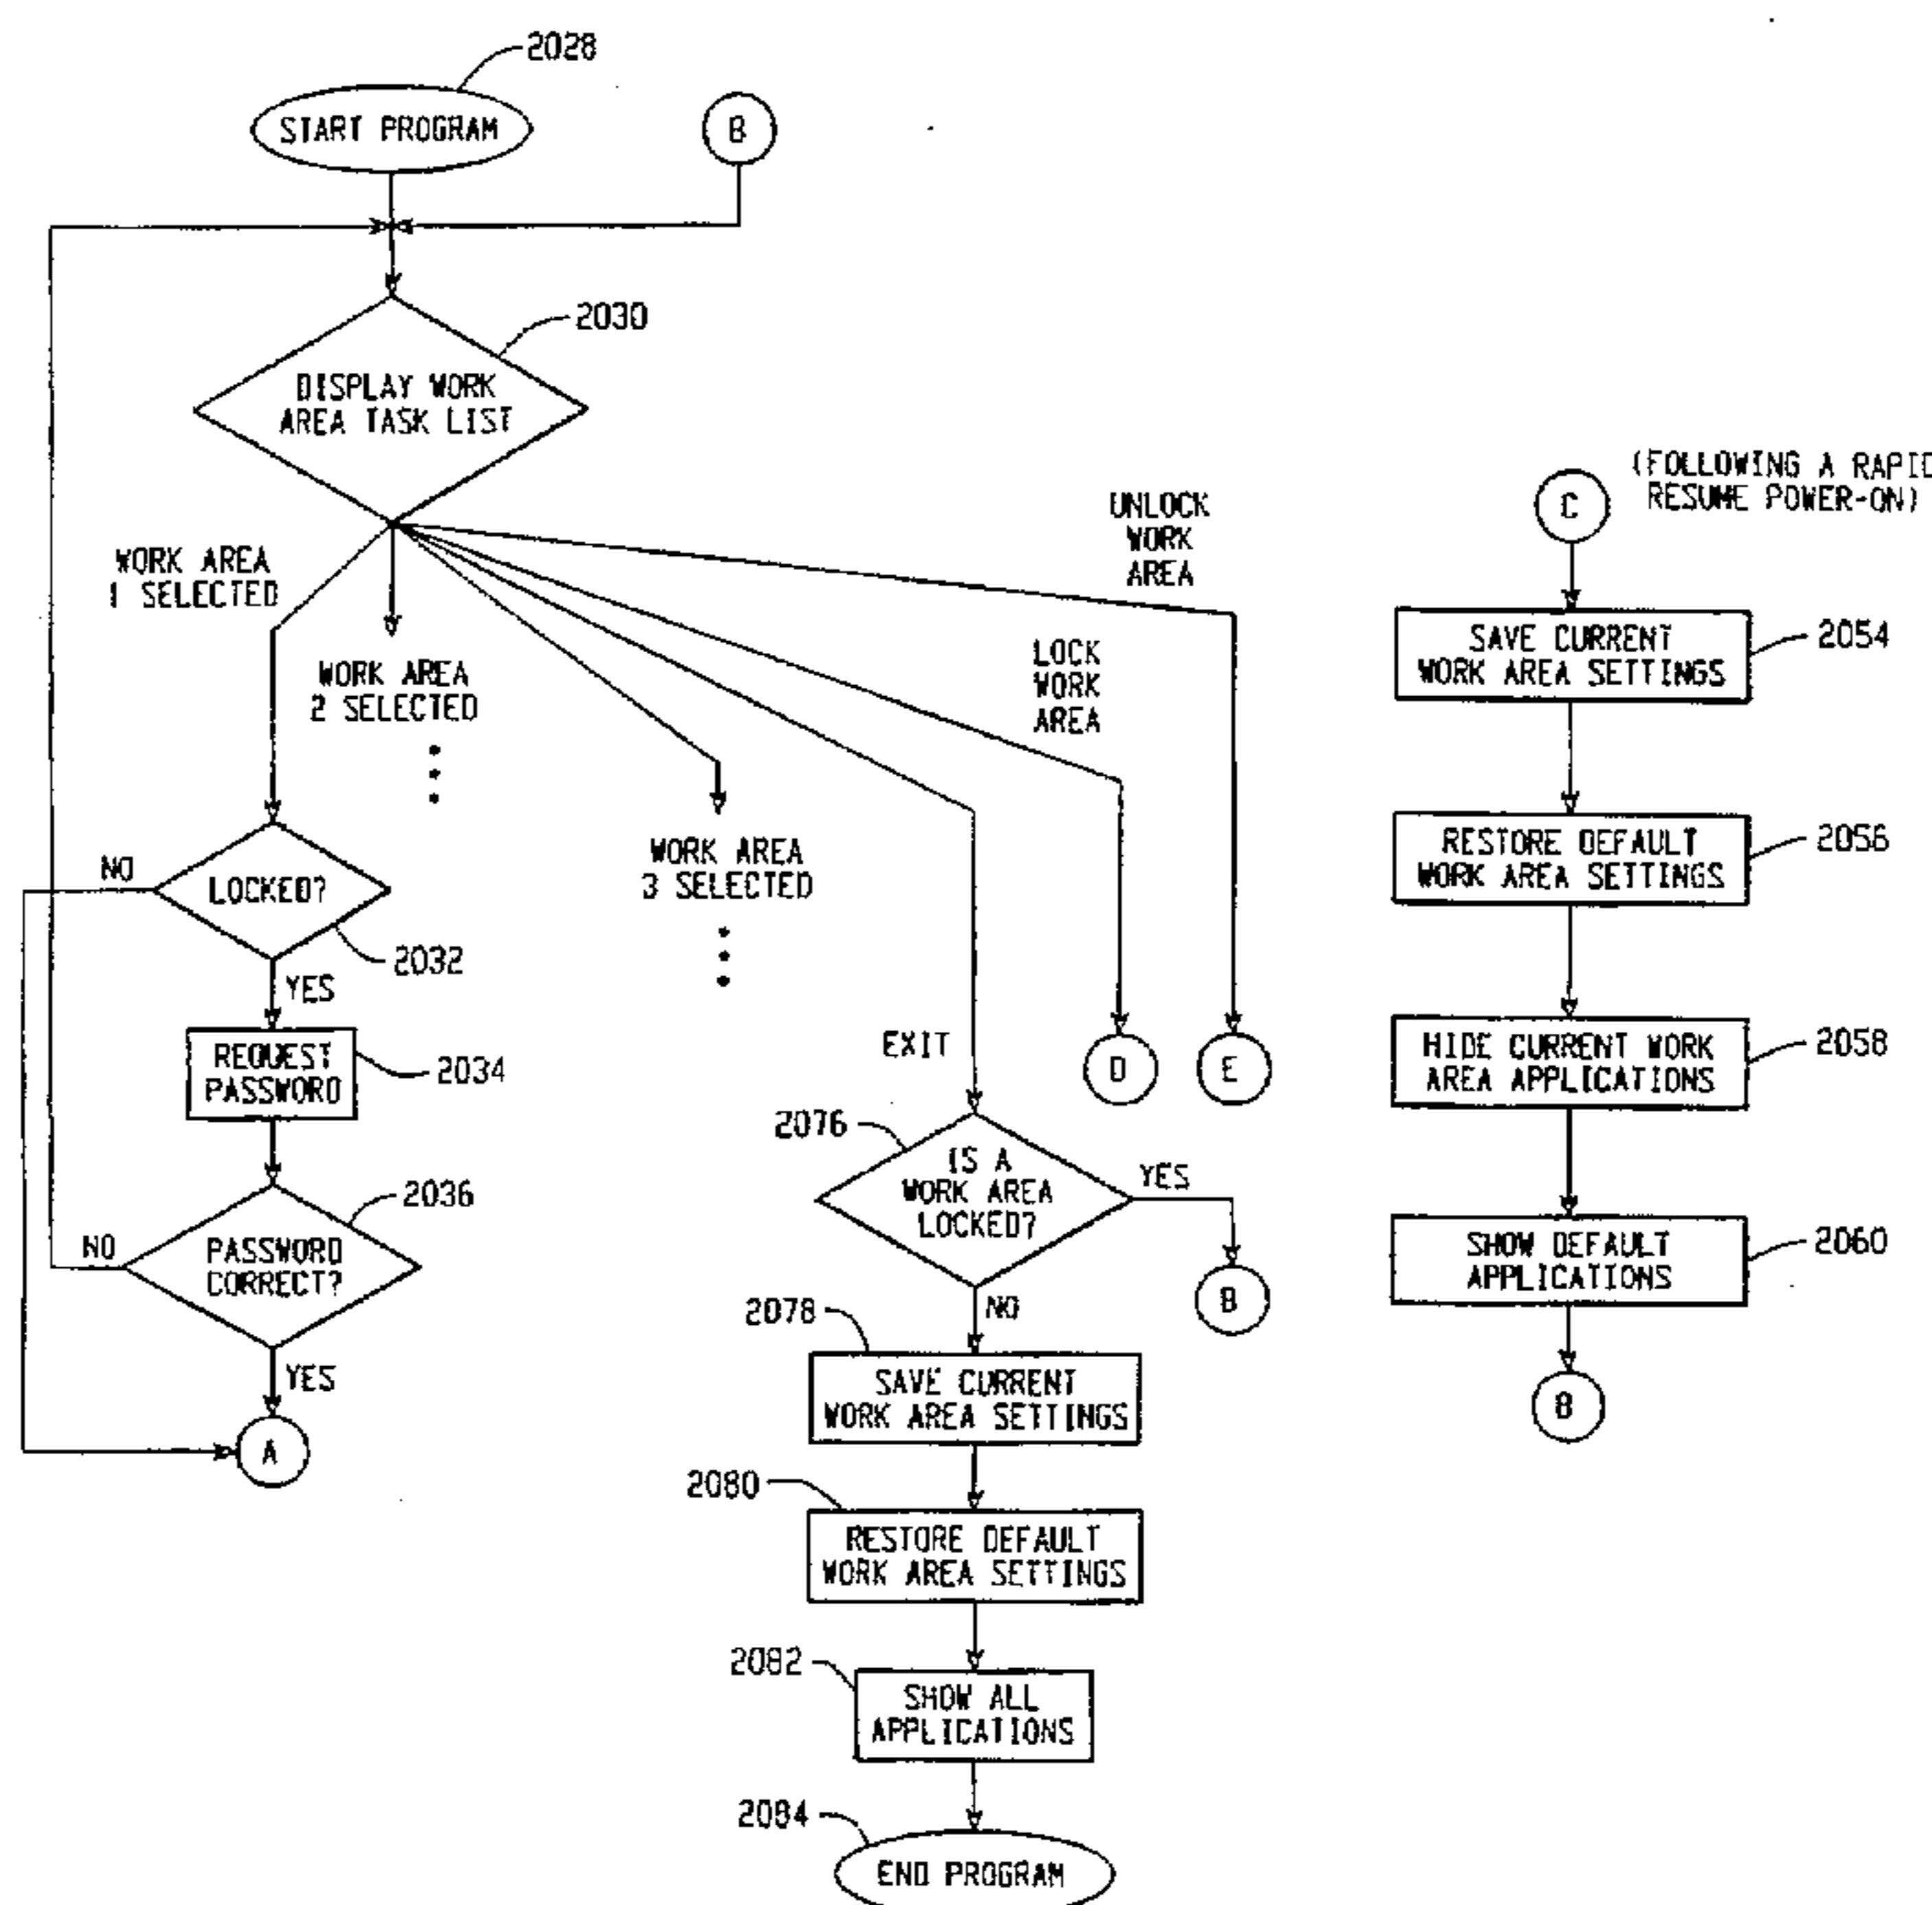 2028
START PROGRAM
B
2030
DISPLAY WORK
AREA TASK LIST
WORK AREA
1 SELECTED
WORK AREA
2 SELECTED
WORK AREA
3 SELECTED
UNLOCK
WORK
AREA
LOCK
WORK
AREA
NO
LOCKED?
2032
YES
REQUEST
PASSWORD
2034
2036
NO
PASSWORD
CORRECT?
YES
A
EXIT
D
E
2076
IS A
WORK AREA
LOCKED?
YES
B
NO
2078
SAVE CURRENT
WORK AREA SETTINGS
2080
RESTORE DEFAULT
WORK AREA SETTINGS
2082
SHOW ALL
APPLICATIONS
2084
END PROGRAM
C
(FOLLOWING A RAPID
RESUME POWER-ON)
SAVE CURRENT
WORK AREA SETTINGS
2054
RESTORE DEFAULT
WORK AREA SETTINGS
2056
HIDE CURRENT WORK
AREA APPLICATIONS
2058
SHOW DEFAULT
APPLICATIONS
2060
B